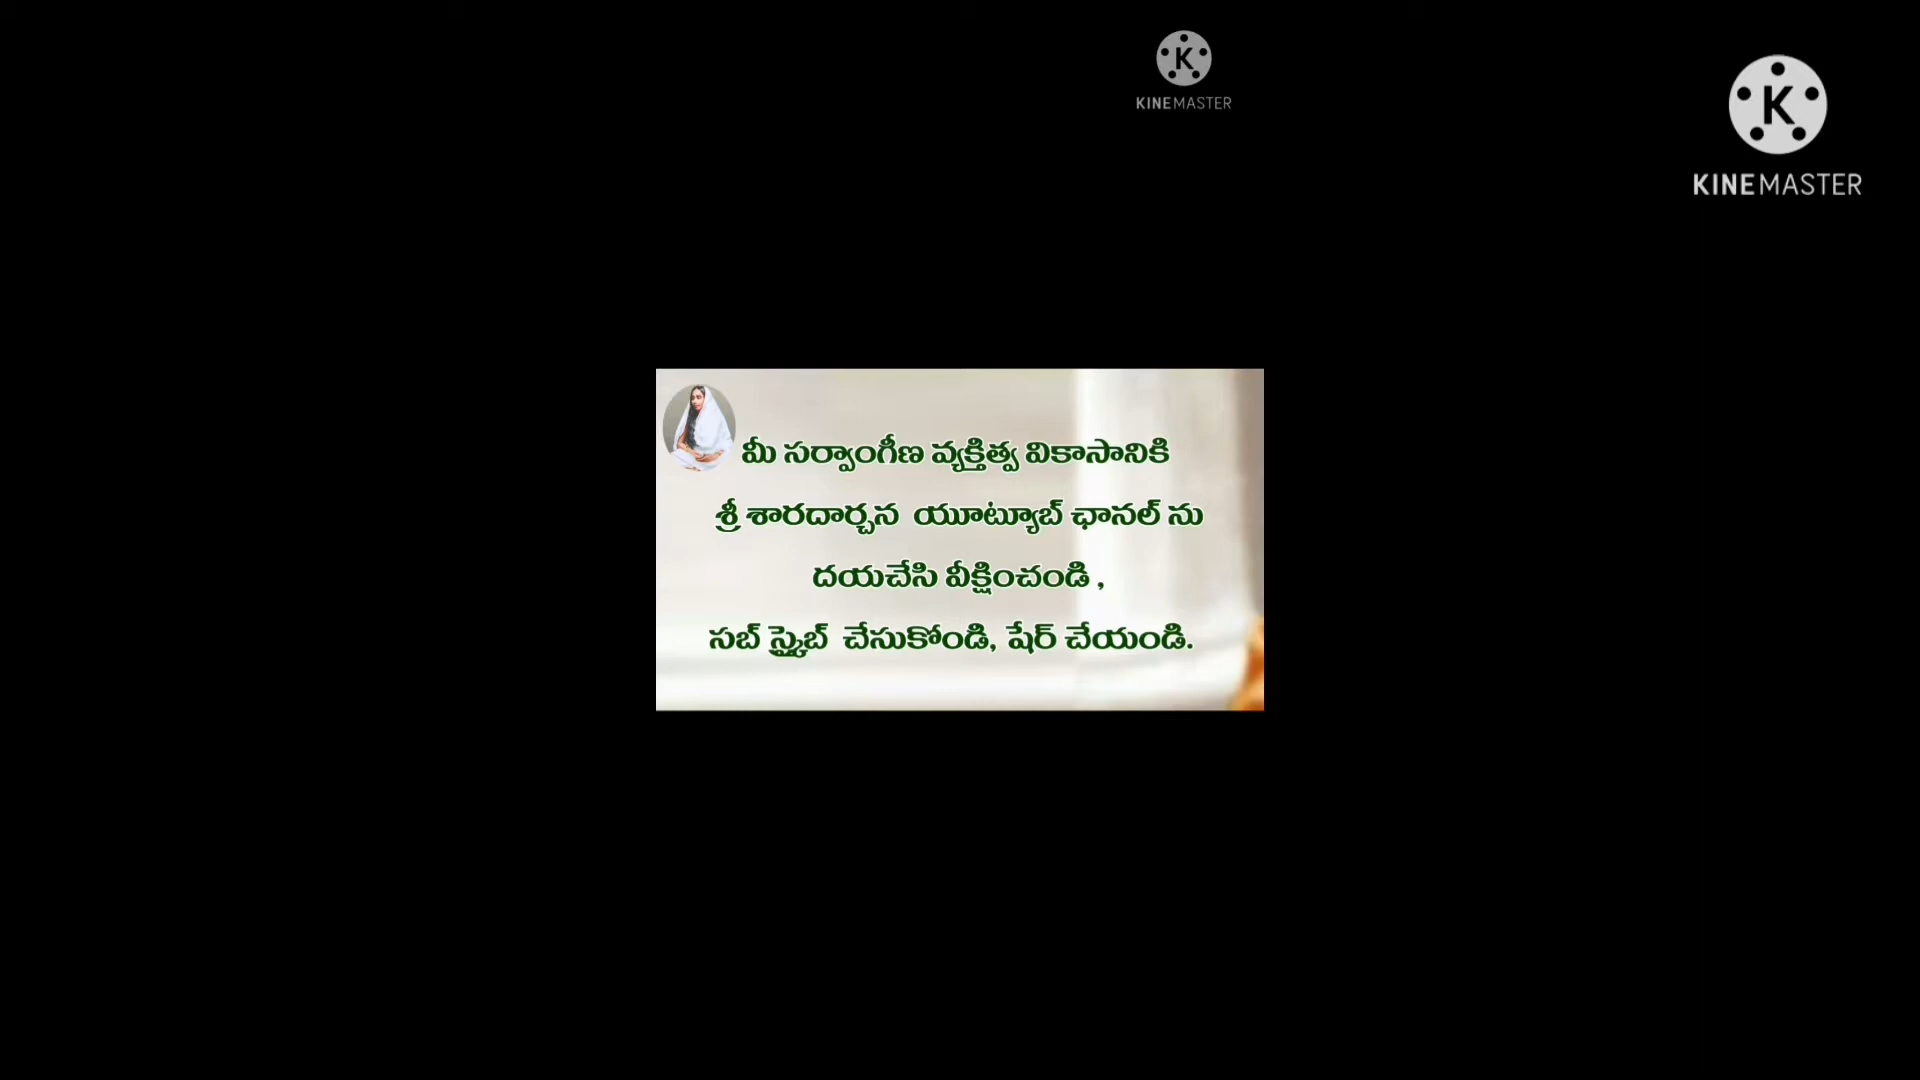 KINEMASTER
KINEMASTER
మీ సర్వాంగీణ వ్యక్తిత్వ వికాసానికి
శ్రీ శారదార్చన యూట్యూబ్ ఛానల్ ను
దయచేసి వీక్షించండి ,
సబ్ స్క్రైబ్ చేసుకోండి, షేర్ చేయండి.